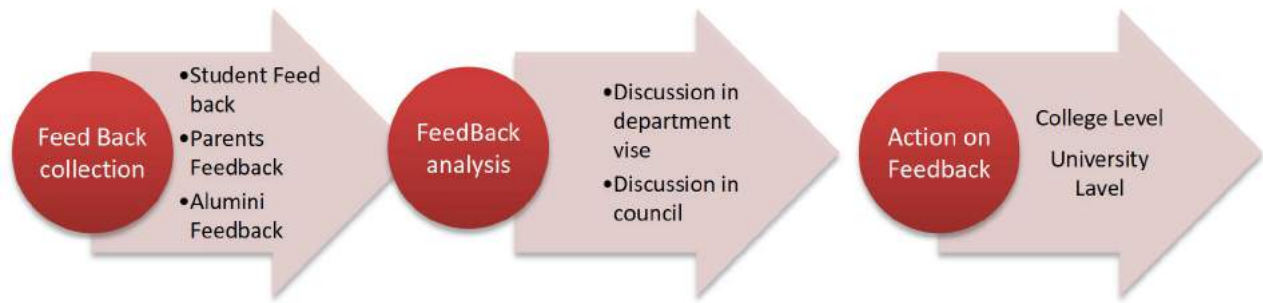 Feed Back
collection
•Student Feed
back
•Parents
Feedback
•Alumini
Feedback
FeedBack
analysis
•Discussion in
department
vise
•Discussion in
council
Action on
Feedback
College Level
University
Lavel